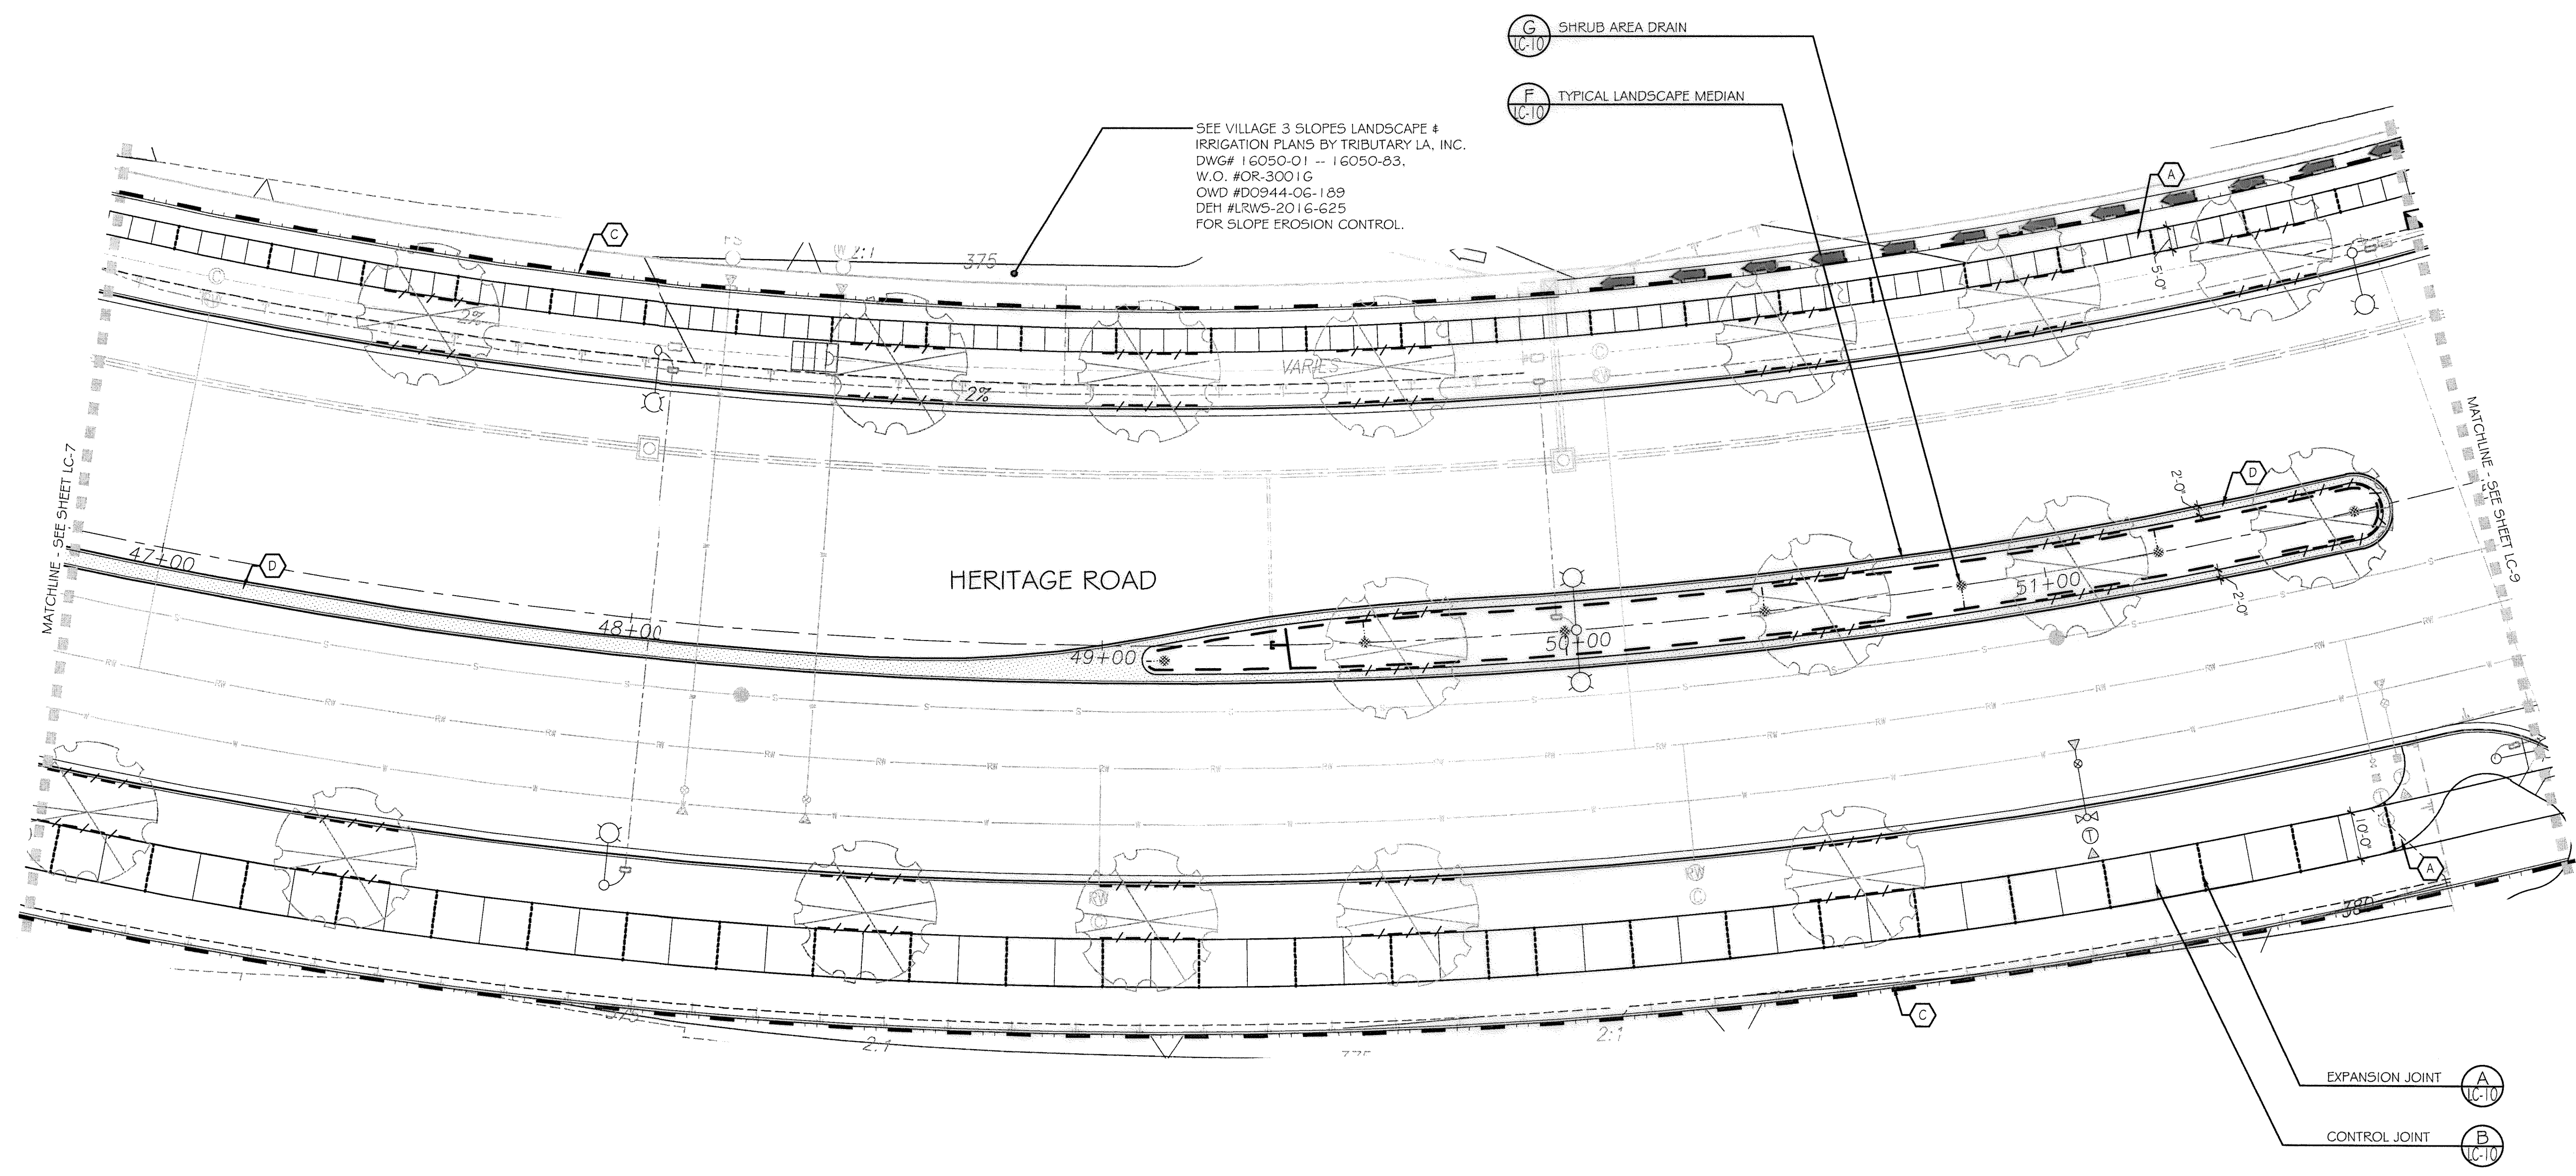 G
LC-10
SHRUB AREA DRAIN
F
LC-10
TYPICAL LANDSCAPE MEDIAN
SEE VILLAGE 3 SLOPES LANDSCAPE &
IRRIGATION PLANS BY TRIBUTARY LA, INC.
DWG# 16050-01 -- 16050-83,
W.O. #OR-3001G
OWD #D0944-06-189
DEH #LRWS-2016-625
FOR SLOPE EROSION CONTROL.
A
C
2:1
375
5'-0"
2%
VARIES
2%
MATCHLINE - SEE SHEET LC-7
MATCHLINE - SEE SHEET LC-9
D
2'-0"
47+00
D
HERITAGE ROAD
48+00
49+00
50+00
51+00
2'-0"
T
10'-0"
A
RW
C
RW
C
380
C
375
2:1
2:1
EXPANSION JOINT
A
LC-10
CONTROL JOINT
B
LC-10